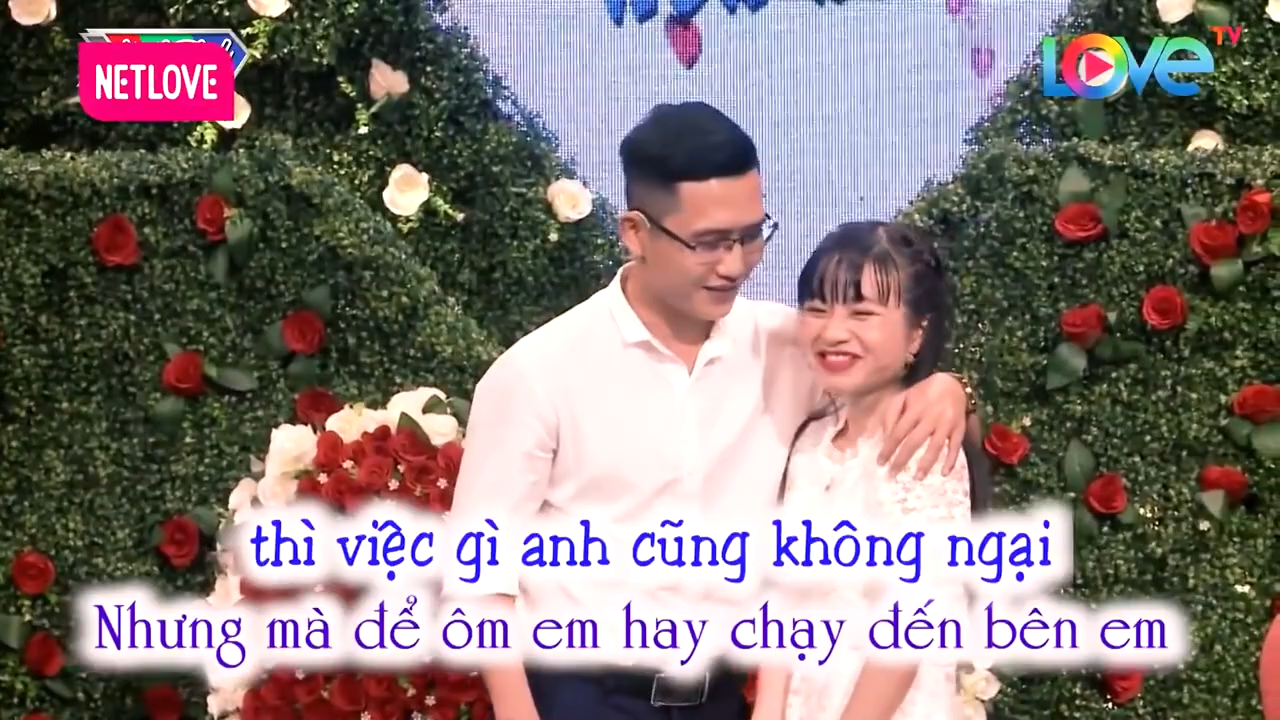 NETLOVE
LOVE TV
thì việc gì anh cũng không ngại
Nhưng mà để ôm em hay chạy đến bên em